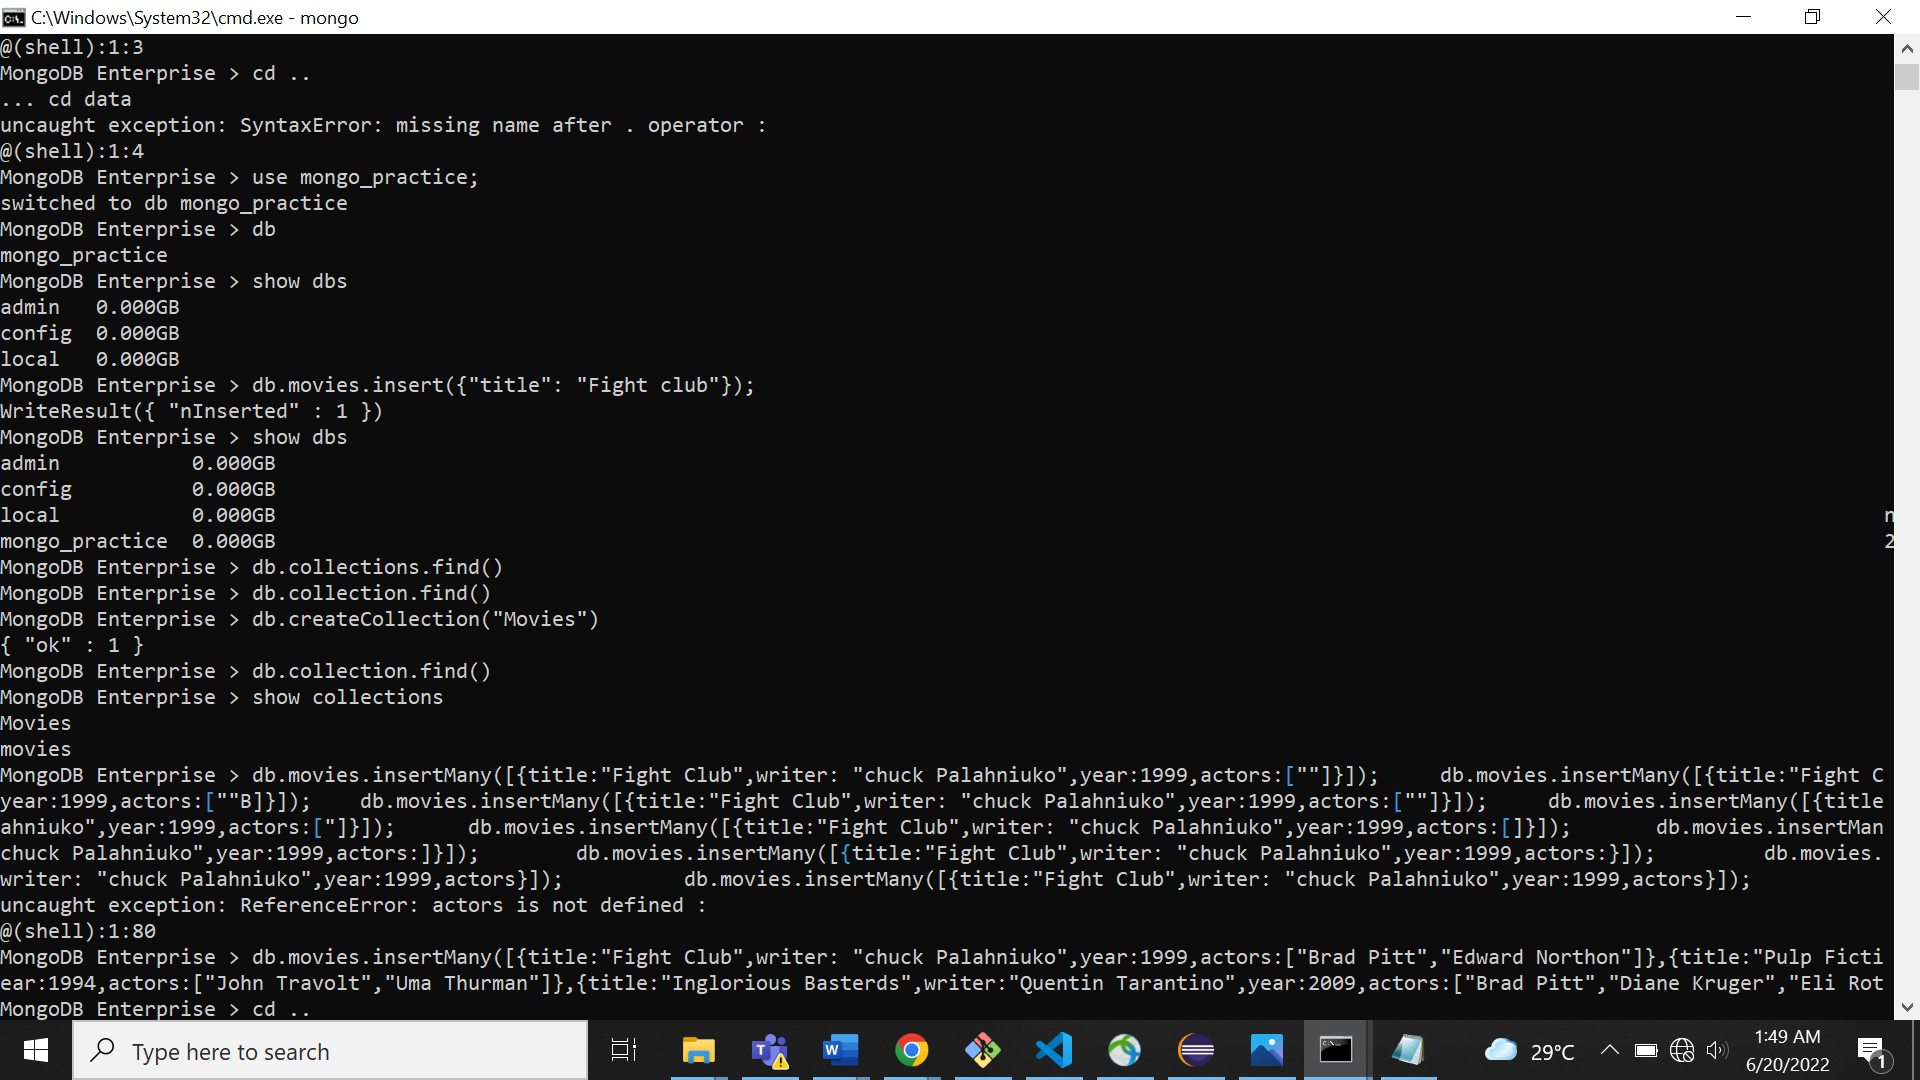 C:\Windows\System32\cmd.exe - mongo
@(shell):1:3
MongoDB Enterprise > cd ..
... cd data
uncaught exception: SyntaxError: missing name after . operator :
@(shell):1:4
MongoDB Enterprise > use mongo_practice;
switched to db mongo_practice
MongoDB Enterprise > db
mongo_practice
MongoDB Enterprise > show dbs
admin   0.000GB
config  0.000GB
local   0.000GB
MongoDB Enterprise > db.movies.insert({"title": "Fight club"});
WriteResult({ "nInserted" : 1 })
MongoDB Enterprise > show dbs
admin           0.000GB
config          0.000GB
local           0.000GB
mongo_practice  0.000GB
MongoDB Enterprise > db.collections.find()
MongoDB Enterprise > db.collection.find()
MongoDB Enterprise > db.createCollection("Movies")
{ "ok" : 1 }
MongoDB Enterprise > db.collection.find()
MongoDB Enterprise > show collections
Movies
movies
MongoDB Enterprise > db.movies.insertMany([{title:"Fight Club",writer: "chuck Palahniuko",year:1999,actors:[""]}]);     db.movies.insertMany([{title:"Fight C
year:1999,actors:[""B]}]);    db.movies.insertMany([{title:"Fight Club",writer: "chuck Palahniuko",year:1999,actors:[""]}]);     db.movies.insertMany([{title
ahniuko",year:1999,actors:["]}]);      db.movies.insertMany([{title:"Fight Club",writer: "chuck Palahniuko",year:1999,actors:[]}]);       db.movies.insertMan
chuck Palahniuko",year:1999,actors:]}]);        db.movies.insertMany([{title:"Fight Club",writer: "chuck Palahniuko",year:1999,actors:}]);         db.movies.
writer: "chuck Palahniuko",year:1999,actors}]);          db.movies.insertMany([{title:"Fight Club",writer: "chuck Palahniuko",year:1999,actors}]);
uncaught exception: ReferenceError: actors is not defined :
@(shell):1:80
MongoDB Enterprise > db.movies.insertMany([{title:"Fight Club",writer: "chuck Palahniuko",year:1999,actors:["Brad Pitt","Edward Northon"]},{title:"Pulp Ficti
ear:1994,actors:["John Travolt","Uma Thurman"]},{title:"Inglorious Basterds",writer:"Quentin Tarantino",year:2009,actors:["Brad Pitt","Diane Kruger","Eli Rot
MongoDB Enterprise > cd ..
n
2
Type here to search
29°C
1:49 AM
6/20/2022
1